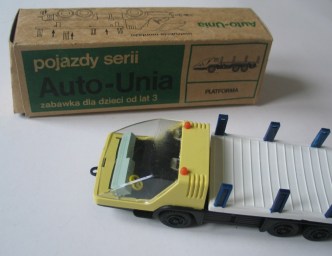 Auto-Unia
pojazdy serii
Auto-Unia
zabawka dla dzieci od lat 3
PLATFORMA